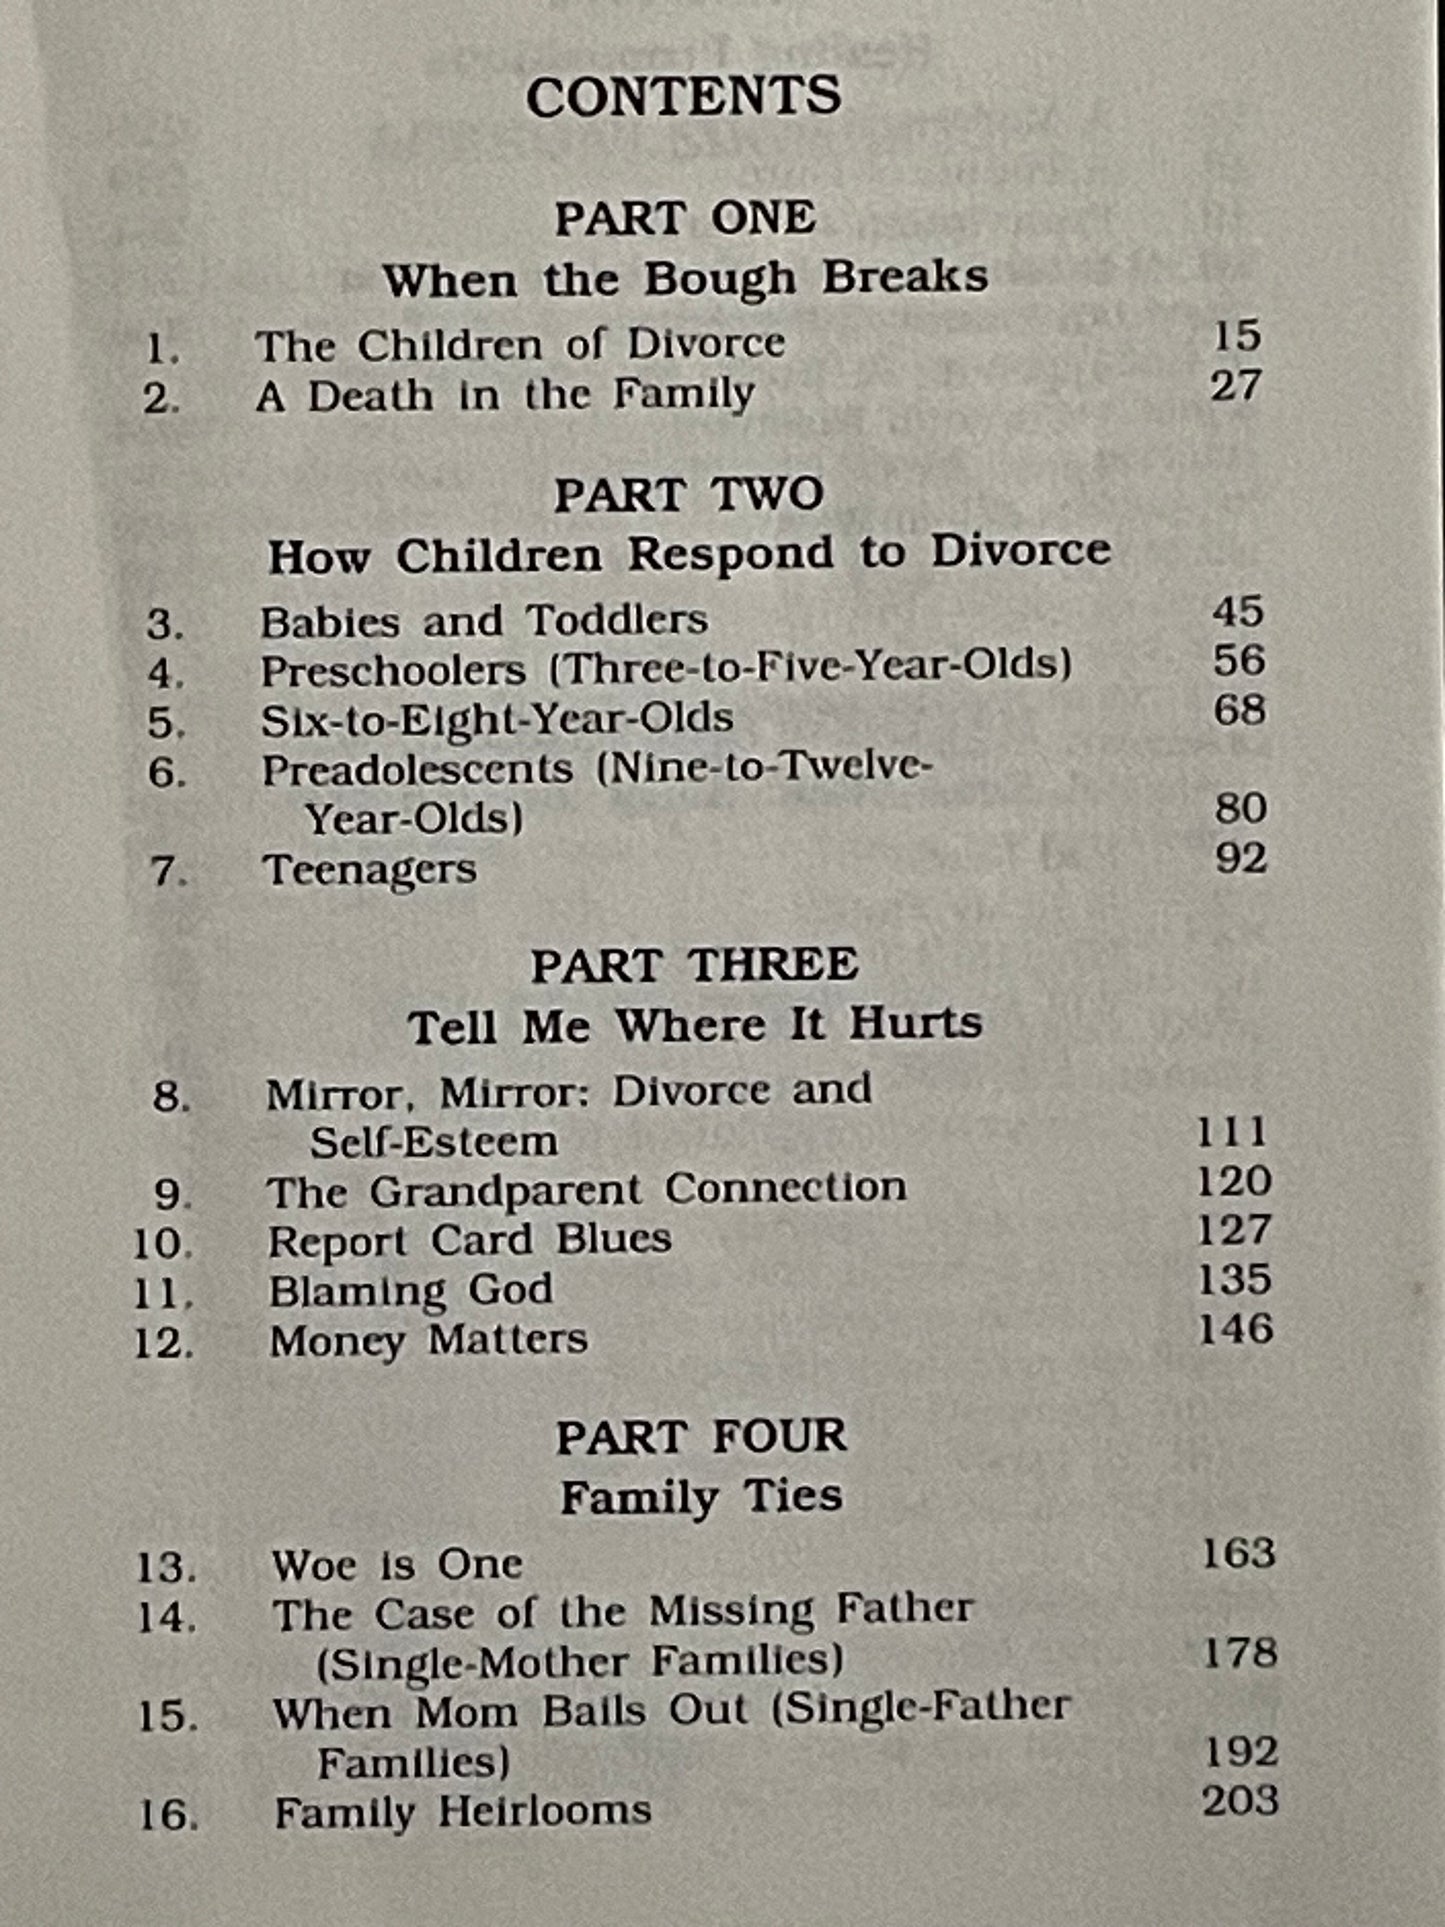 CONTENTS
PART ONE
When the Bough Breaks
1. The Children of Divorce 15
2. A Death in the Family 27
PART TWO
How Children Respond to Divorce
3. Babies and Toddlers 45
4. Preschoolers (Three-to-Five-Year-Olds) 56
5. Six-to-Eight-Year-Olds 68
6. Preadolescents (Nine-to-Twelve-
Year-Olds) 80
7. Teenagers 92
PART THREE
Tell Me Where It Hurts
8. Mirror, Mirror: Divorce and
Self-Esteem 111
9. The Grandparent Connection 120
10. Report Card Blues 127
11. Blaming God 135
12. Money Matters 146
PART FOUR
Family Ties
13. Woe is One 163
14. The Case of the Missing Father
(Single-Mother Families) 178
15. When Mom Bails Out (Single-Father
Families) 192
16. Family Heirlooms 203